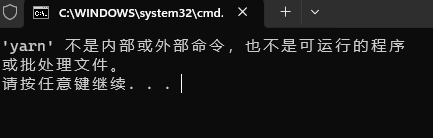 C:\WINDOWS\system32\cmd.
'yarn' 不是内部或外部命令，也不是可运行的程序
或批处理文件。
请按任意键继续. . .